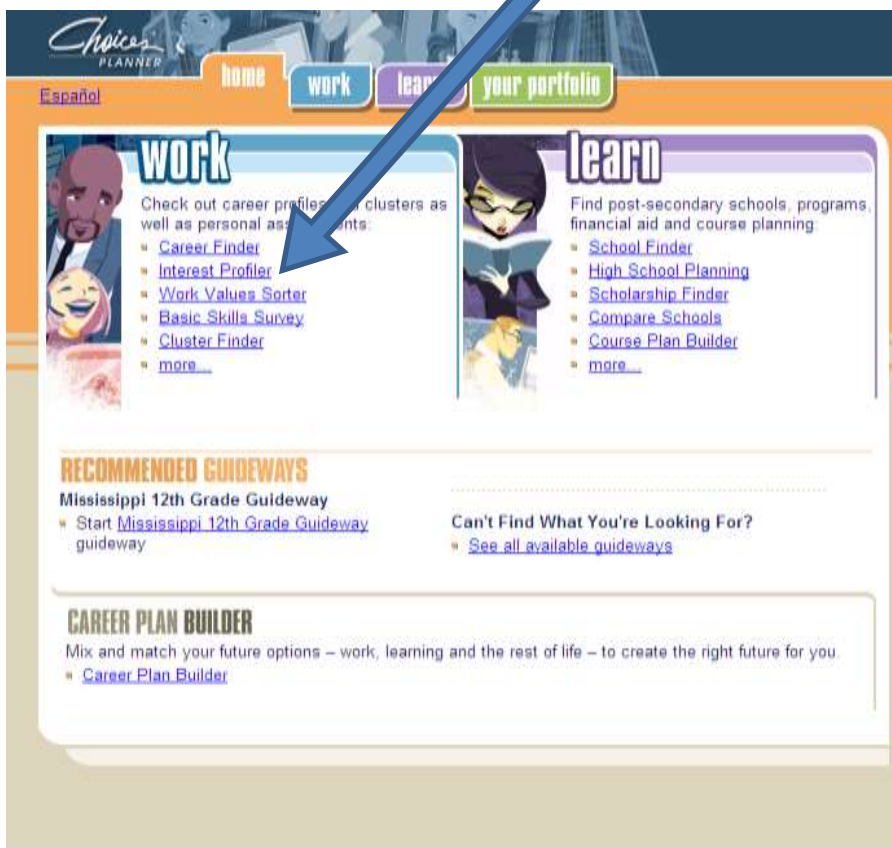 Choices
PLANNER
home
work
your portfolio
Español
work
Check out career clusters as
well as personal
Career Finder
Interest Profiler
Work Values Sorter
Basic Skills Survey
Cluster Finder
more...
learn
Find post-secondary schools, programs,
financial aid and course planning:
School Finder
High School Planning
Scholarship Finder
Compare Schools
Course Plan Builder
more...
RECOMMENDED GUIDEWAYS
Mississippi 12th Grade Guideway
Start Mississippi 12th Grade Guideway
guideway
Can't Find What You're Looking For?
See all available guideways
CAREER PLAN BUILDER
Mix and match your future options – work, learning and the rest of life – to create the right future for you.
Career Plan Builder